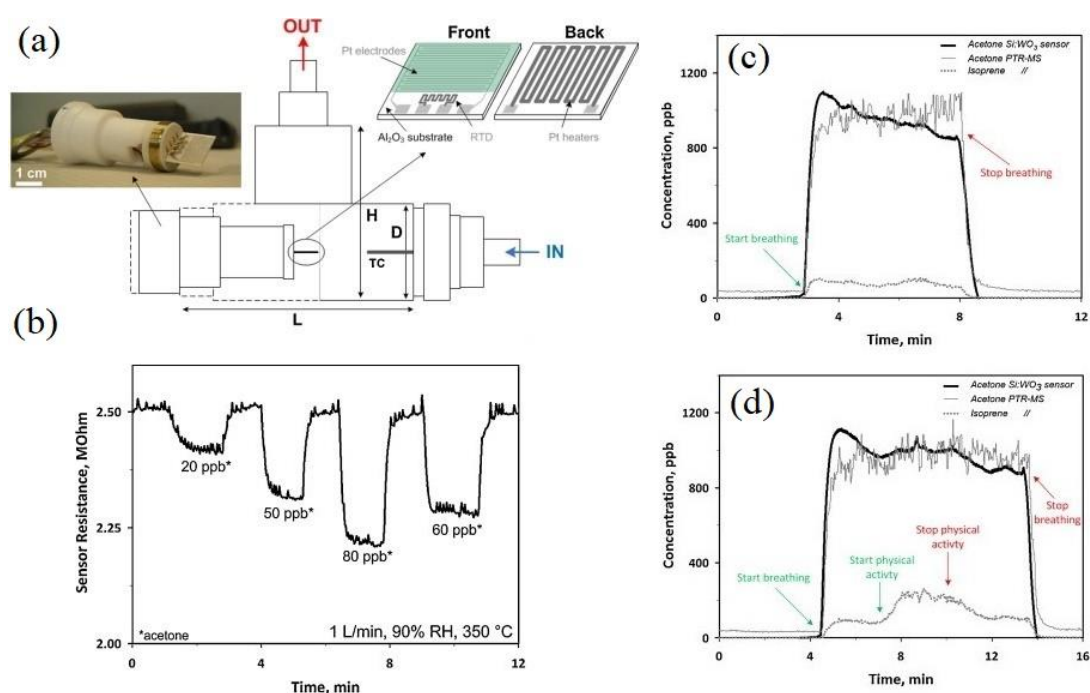 (a)
OUT
Front
Back
Pt electrodes
Al₂O₃ substrate
RTD
Pt heaters
1 cm
H
D
TC
IN
L
(b)
2.50
2.25
2.00
Sensor Resistance, MOhm
20 ppb*
50 ppb*
80 ppb*
60 ppb*
*acetone
1 L/min, 90% RH, 350 °C
0
4
8
12
Time, min
(c)
Acetone Si:WO₃ sensor
Acetone PTR-MS
Isoprene //
1200
800
400
0
Concentration, ppb
Start breathing
Stop breathing
4
8
12
Time, min
(d)
Acetone Si:WO₃ sensor
Acetone PTR-MS
Isoprene //
1200
800
400
0
Concentration, ppb
Start breathing
Start physical
activty
Stop physical
activty
Stop
breathing
0
4
8
12
16
Time, min